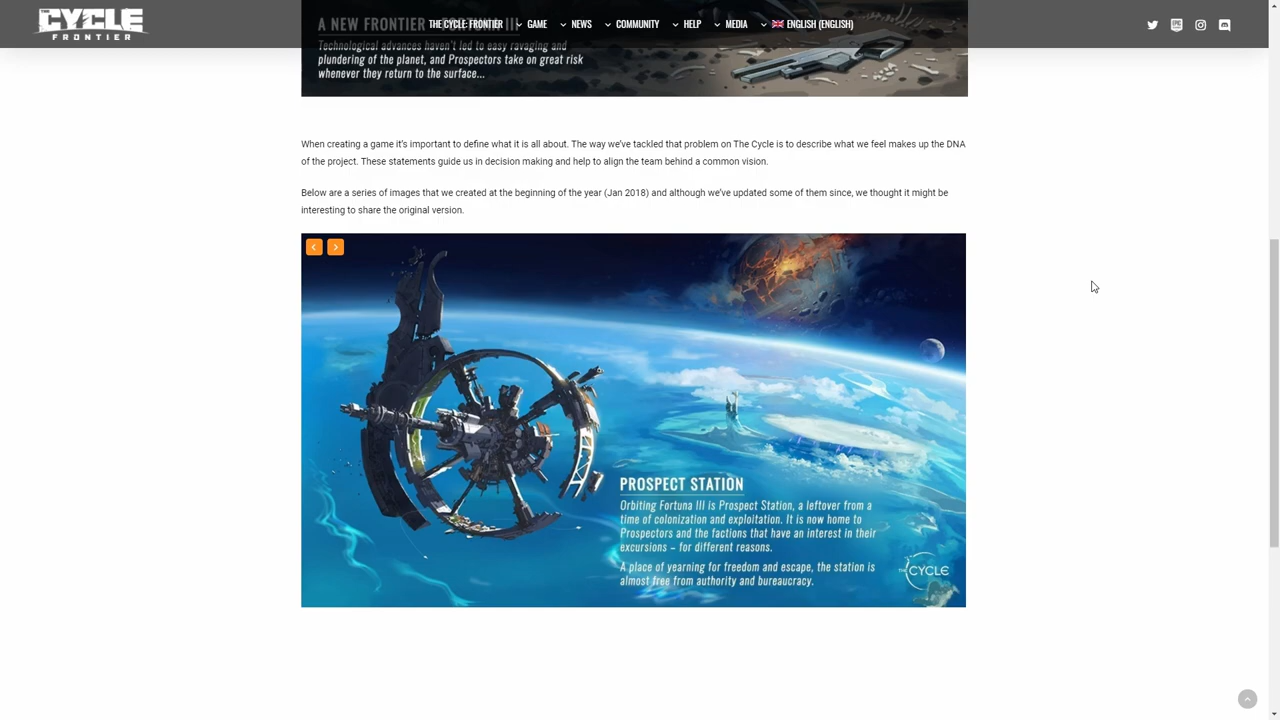 CYCLE
FRONTIER
THE CYCLE FRONTIER GAME NEWS COMMUNITY HELP MEDIA ENGLISH (ENGLISH)
A NEW FRONTIER – FORTUNA III
Technological advances haven't led to easy ravaging and
plundering of the planet, and Prospectors take on great risk
whenever they return to the surface...
When creating a game it's important to define what it is all about. The way we've tackled that problem on The Cycle is to describe what we feel makes up the DNA
of the project. These statements guide us in decision making and help to align the team behind a common vision.
Below are a series of images that we created at the beginning of the year (Jan 2018) and although we've updated some of them since, we thought it might be
interesting to share the original version.
PROSPECT STATION
Orbiting Fortuna III is Prospect Station, a leftover from a
time of colonization and exploitation. It is now home to
Prospectors and the factions that have an interest in their
excursions – for different reasons.
A place of yearning for freedom and escape, the station is
almost free from authority and bureaucracy.
THE CYCLE